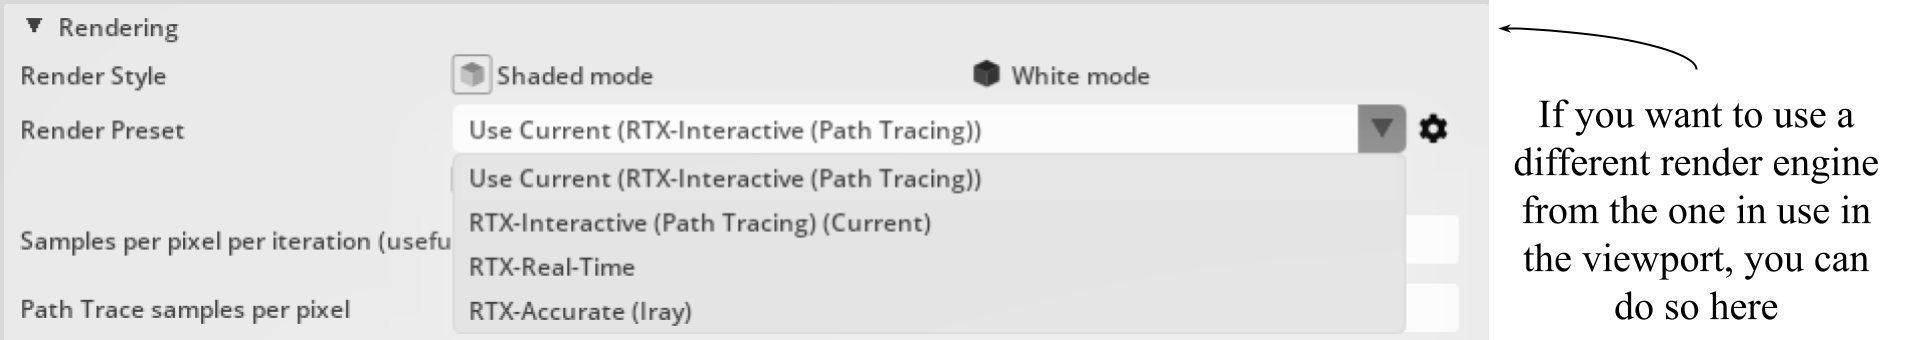 Rendering
Render Style
Shaded mode
White mode
Render Preset
Use Current (RTX-Interactive (Path Tracing))
Use Current (RTX-Interactive (Path Tracing))
RTX-Interactive (Path Tracing) (Current)
Samples per pixel per iteration (usefu
RTX-Real-Time
Path Trace samples per pixel
RTX-Accurate (Iray)
If you want to use a
different render engine
from the one in use in
the viewport, you can
do so here